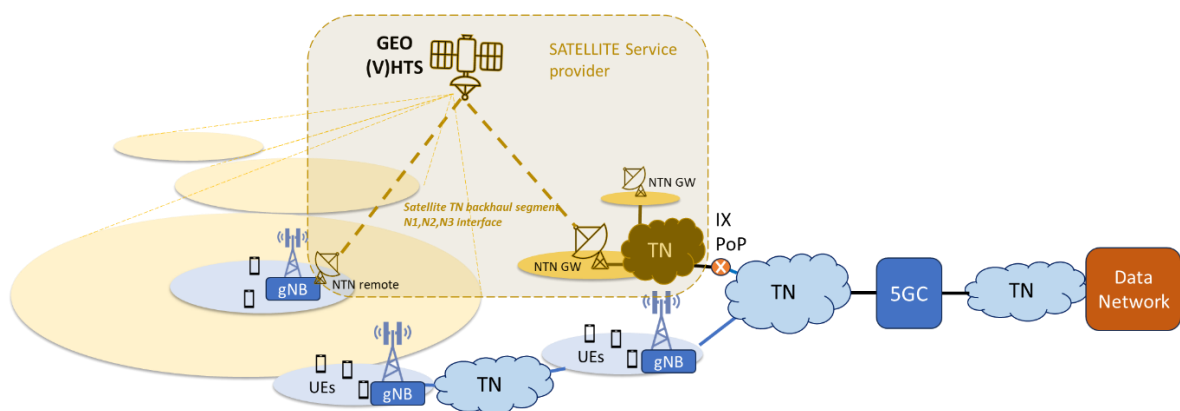 GEO
(V)HTS
SATELLITE Service
provider
NTN GW
Satellite TN backhaul segment
N1,N2,N3 interface
IX
PoP
TN
NTN GW
TN
5GC
TN
Data
Network
gNB
NTN remote
UEs
gNB
UEs
gNB
TN
X